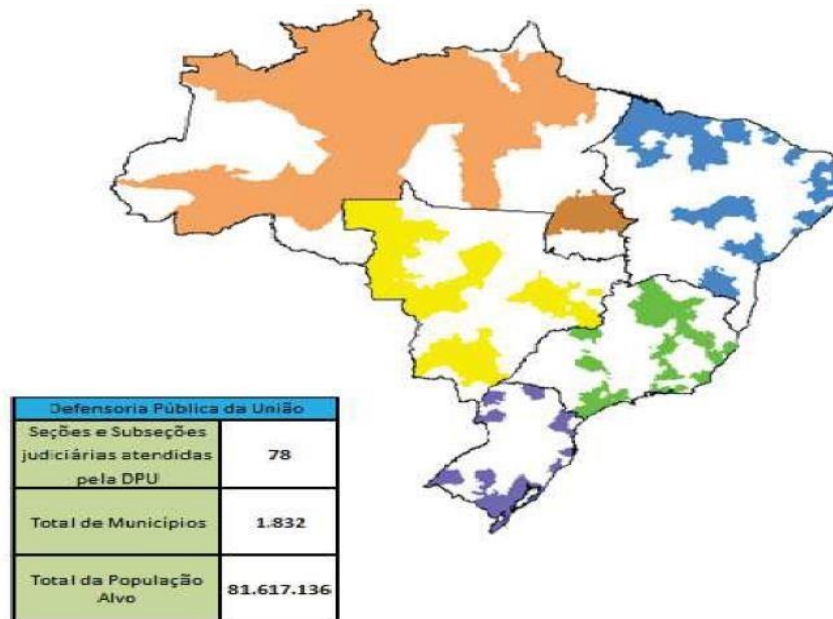 Defensoria Pública da União
Seções e Subseções
judiciárias atendidas
pela DPU
78
Total de Municípios
1.832
Total da População
Alvo
81.617.136